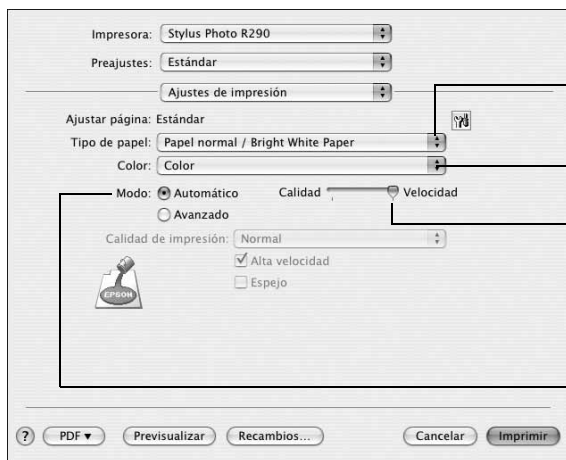 Impresora: Stylus Photo R290
Preajustes: Estándar
Ajustes de impresión
Ajustar página: Estándar
Tipo de papel: Papel normal / Bright White Paper
Color: Color
Modo: Automático Calidad Velocidad
Avanzado
Calidad de impresión: Normal
Alta velocidad
EPSON
Espejo
? PDF Previsualizar Recambios... Cancelar Imprimir